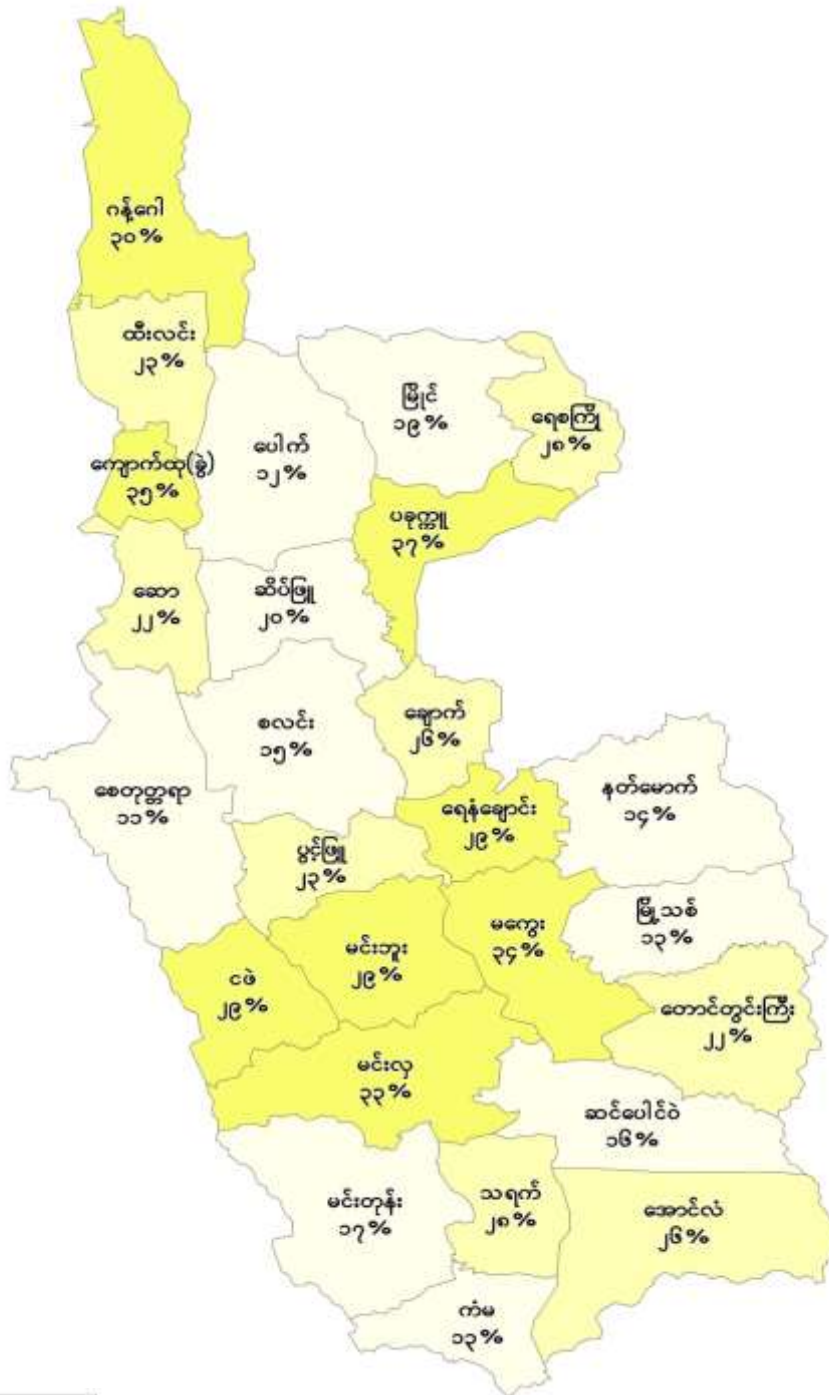 ဂန့်ဂေါ
၃၀%
ထီးလင်း
၂၃%
မြိုင်
၁၉%
ရေစကြို
၂၈%
ပေါက်
၁၂%
ကျောက်ထု(ခွဲ)
၃၅%
ပခုက္ကူ
၃၇%
ဆော
၂၂%
ဆိပ်ဖြူ
၂၀%
စလင်း
၁၅%
ချောက်
၂၆%
စေတုတ္တရာ
၁၁%
ရေနံချောင်း
၂၉%
နတ်မောက်
၁၄%
ပွင့်ဖြူ
၂၃%
မင်းဘူး
၂၉%
မကွေး
၃၄%
မြို့သစ်
၁၃%
ငဖဲ
၂၉%
တောင်တွင်းကြီး
၂၂%
မင်းလှ
၃၃%
ဆင်ပေါင်ဝဲ
၁၆%
မင်းတုန်း
၁၇%
သရက်
၂၈%
အောင်လံ
၂၆%
ကံမ
၁၃%